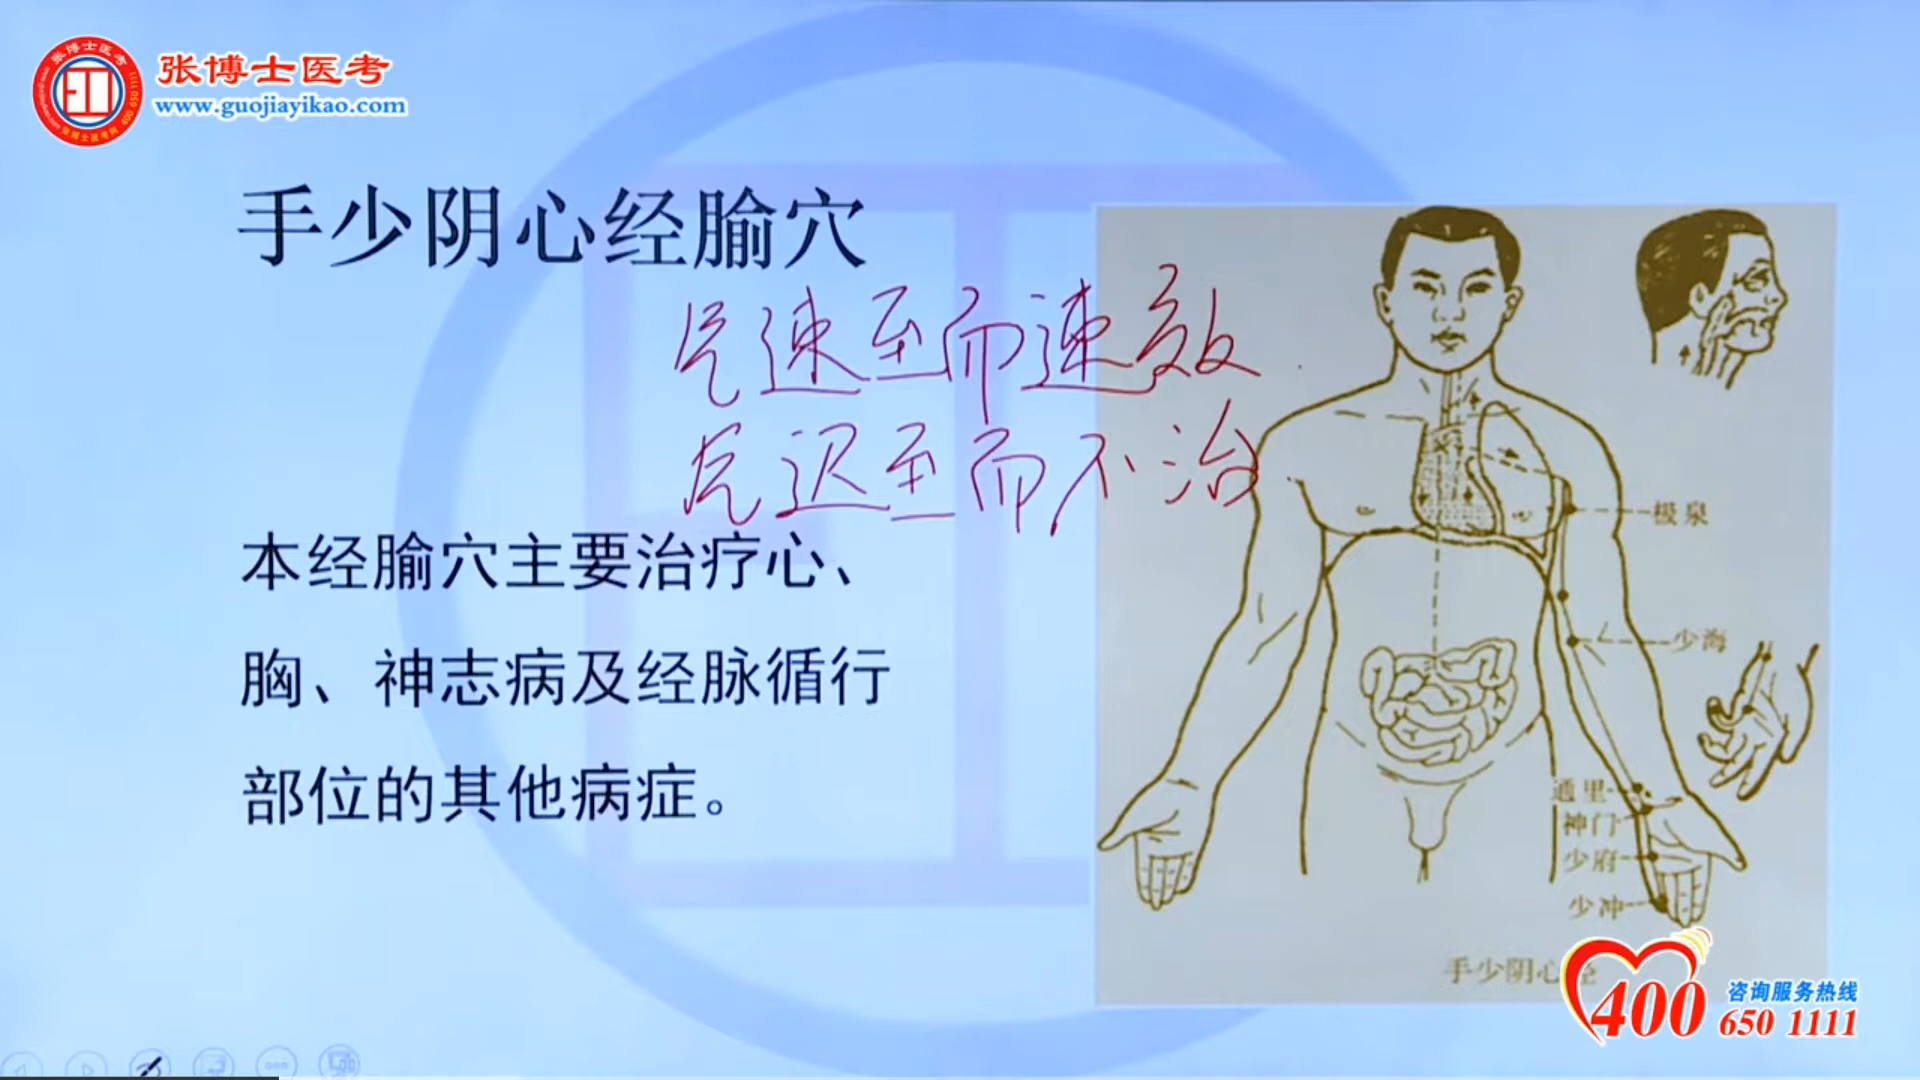 张博士医考
www.guojiayikao.com
手少阴心经腧穴
气速至而速效
气迟至而不治
本经腧穴主要治疗心、
胸、神志病及经脉循行
部位的其他病症。
极泉
少海
通里
神门
少府
少冲
手少阴心经
400
咨询服务热线
650 1111